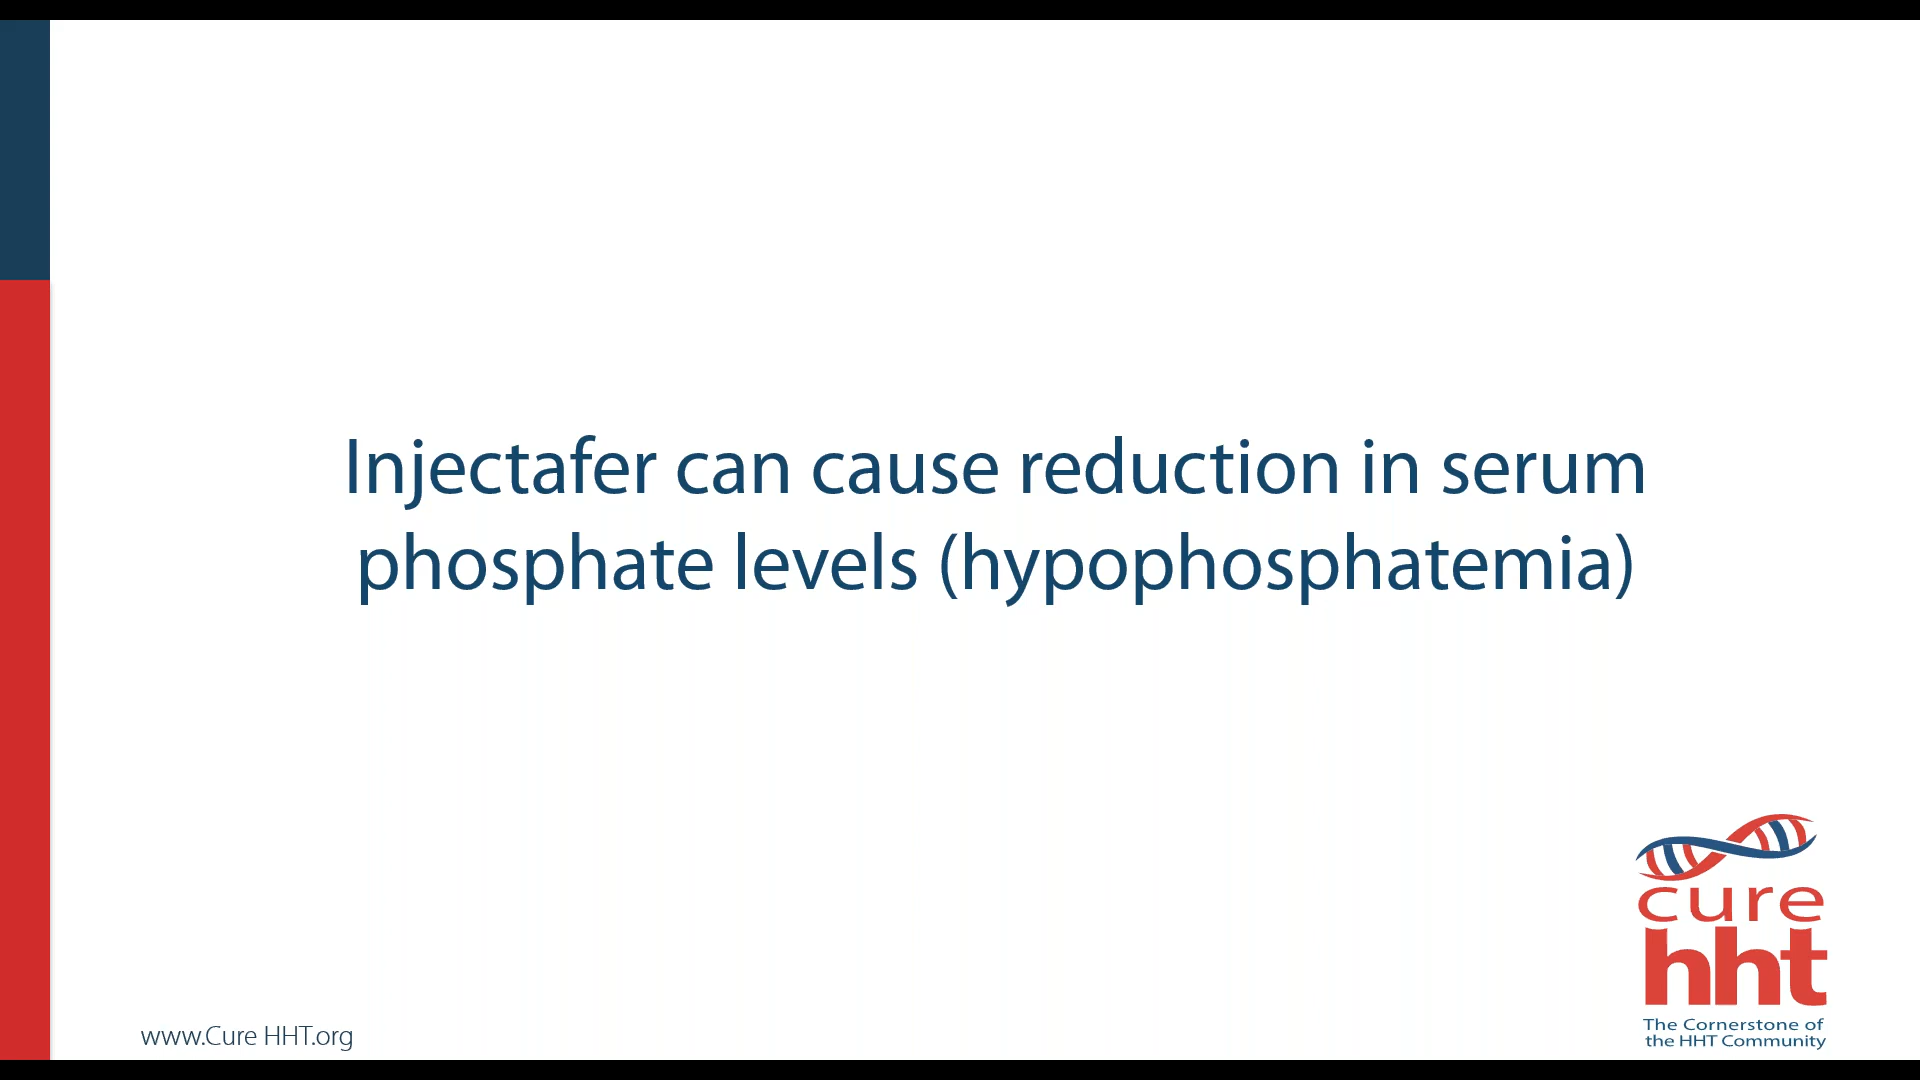 Injectafer can cause reduction in serum
phosphate levels (hypophosphatemia)
cure
hht
The Cornerstone of
the HHT Community
www.Cure HHT.org